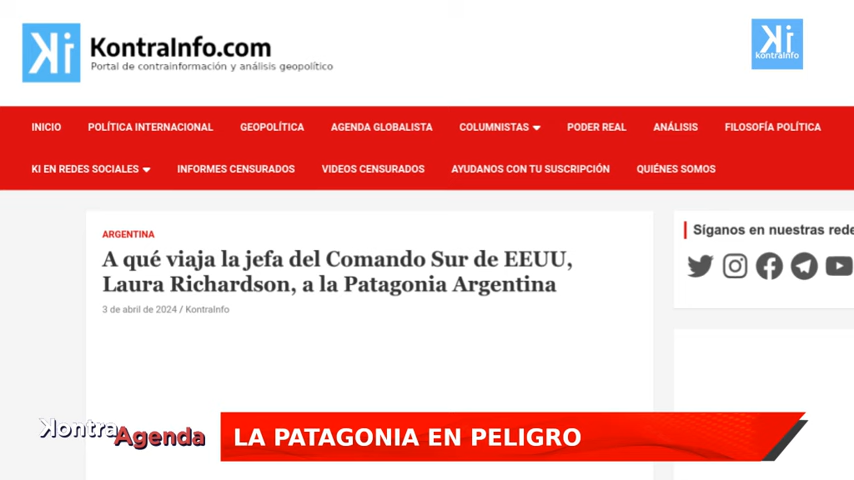 KontraInfo.com
Portal de contrainformación y análisis geopolítico
Ki
kontrainfo
INICIO POLÍTICA INTERNACIONAL GEOPOLÍTICA AGENDA GLOBALISTA COLUMNISTAS PODER REAL ANÁLISIS FILOSOFÍA POLÍTICA
KI EN REDES SOCIALES INFORMES CENSURADOS VIDEOS CENSURADOS AYUDANOS CON TU SUSCRIPCIÓN QUIÉNES SOMOS
ARGENTINA
A qué viaja la jefa del Comando Sur de EEUU,
Laura Richardson, a la Patagonia Argentina
3 de abril de 2024 / KontraInfo
Síganos en nuestras rede
Kontra
Agenda
LA PATAGONIA EN PELIGRO